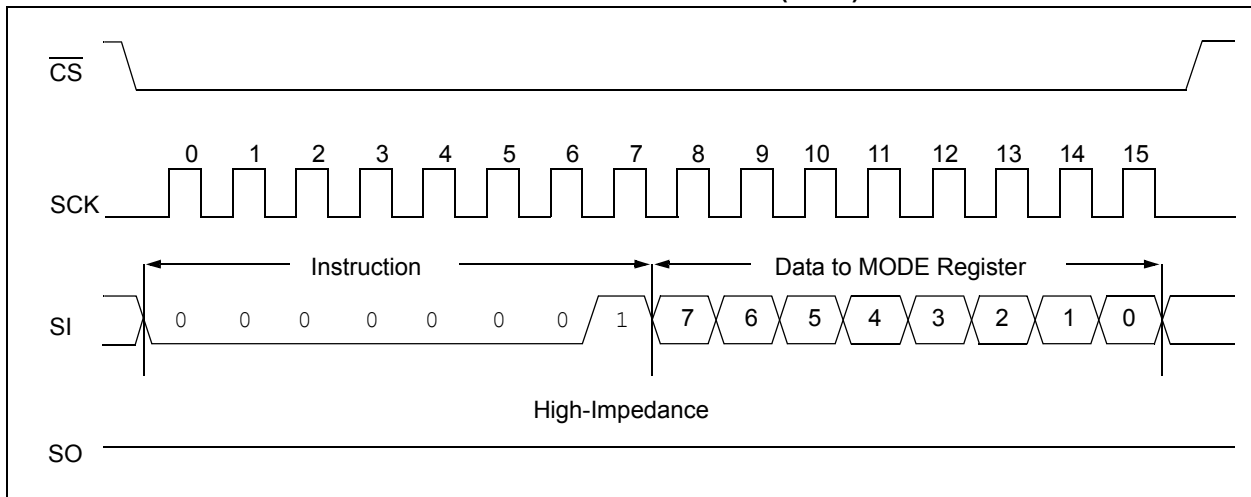 CS
0 1 2 3 4 5 6 7 8 9 10 11 12 13 14 15
SCK
Instruction Data to MODE Register
SI 0 0 0 0 0 0 0 1 7 6 5 4 3 2 1 0
High-Impedance
SO